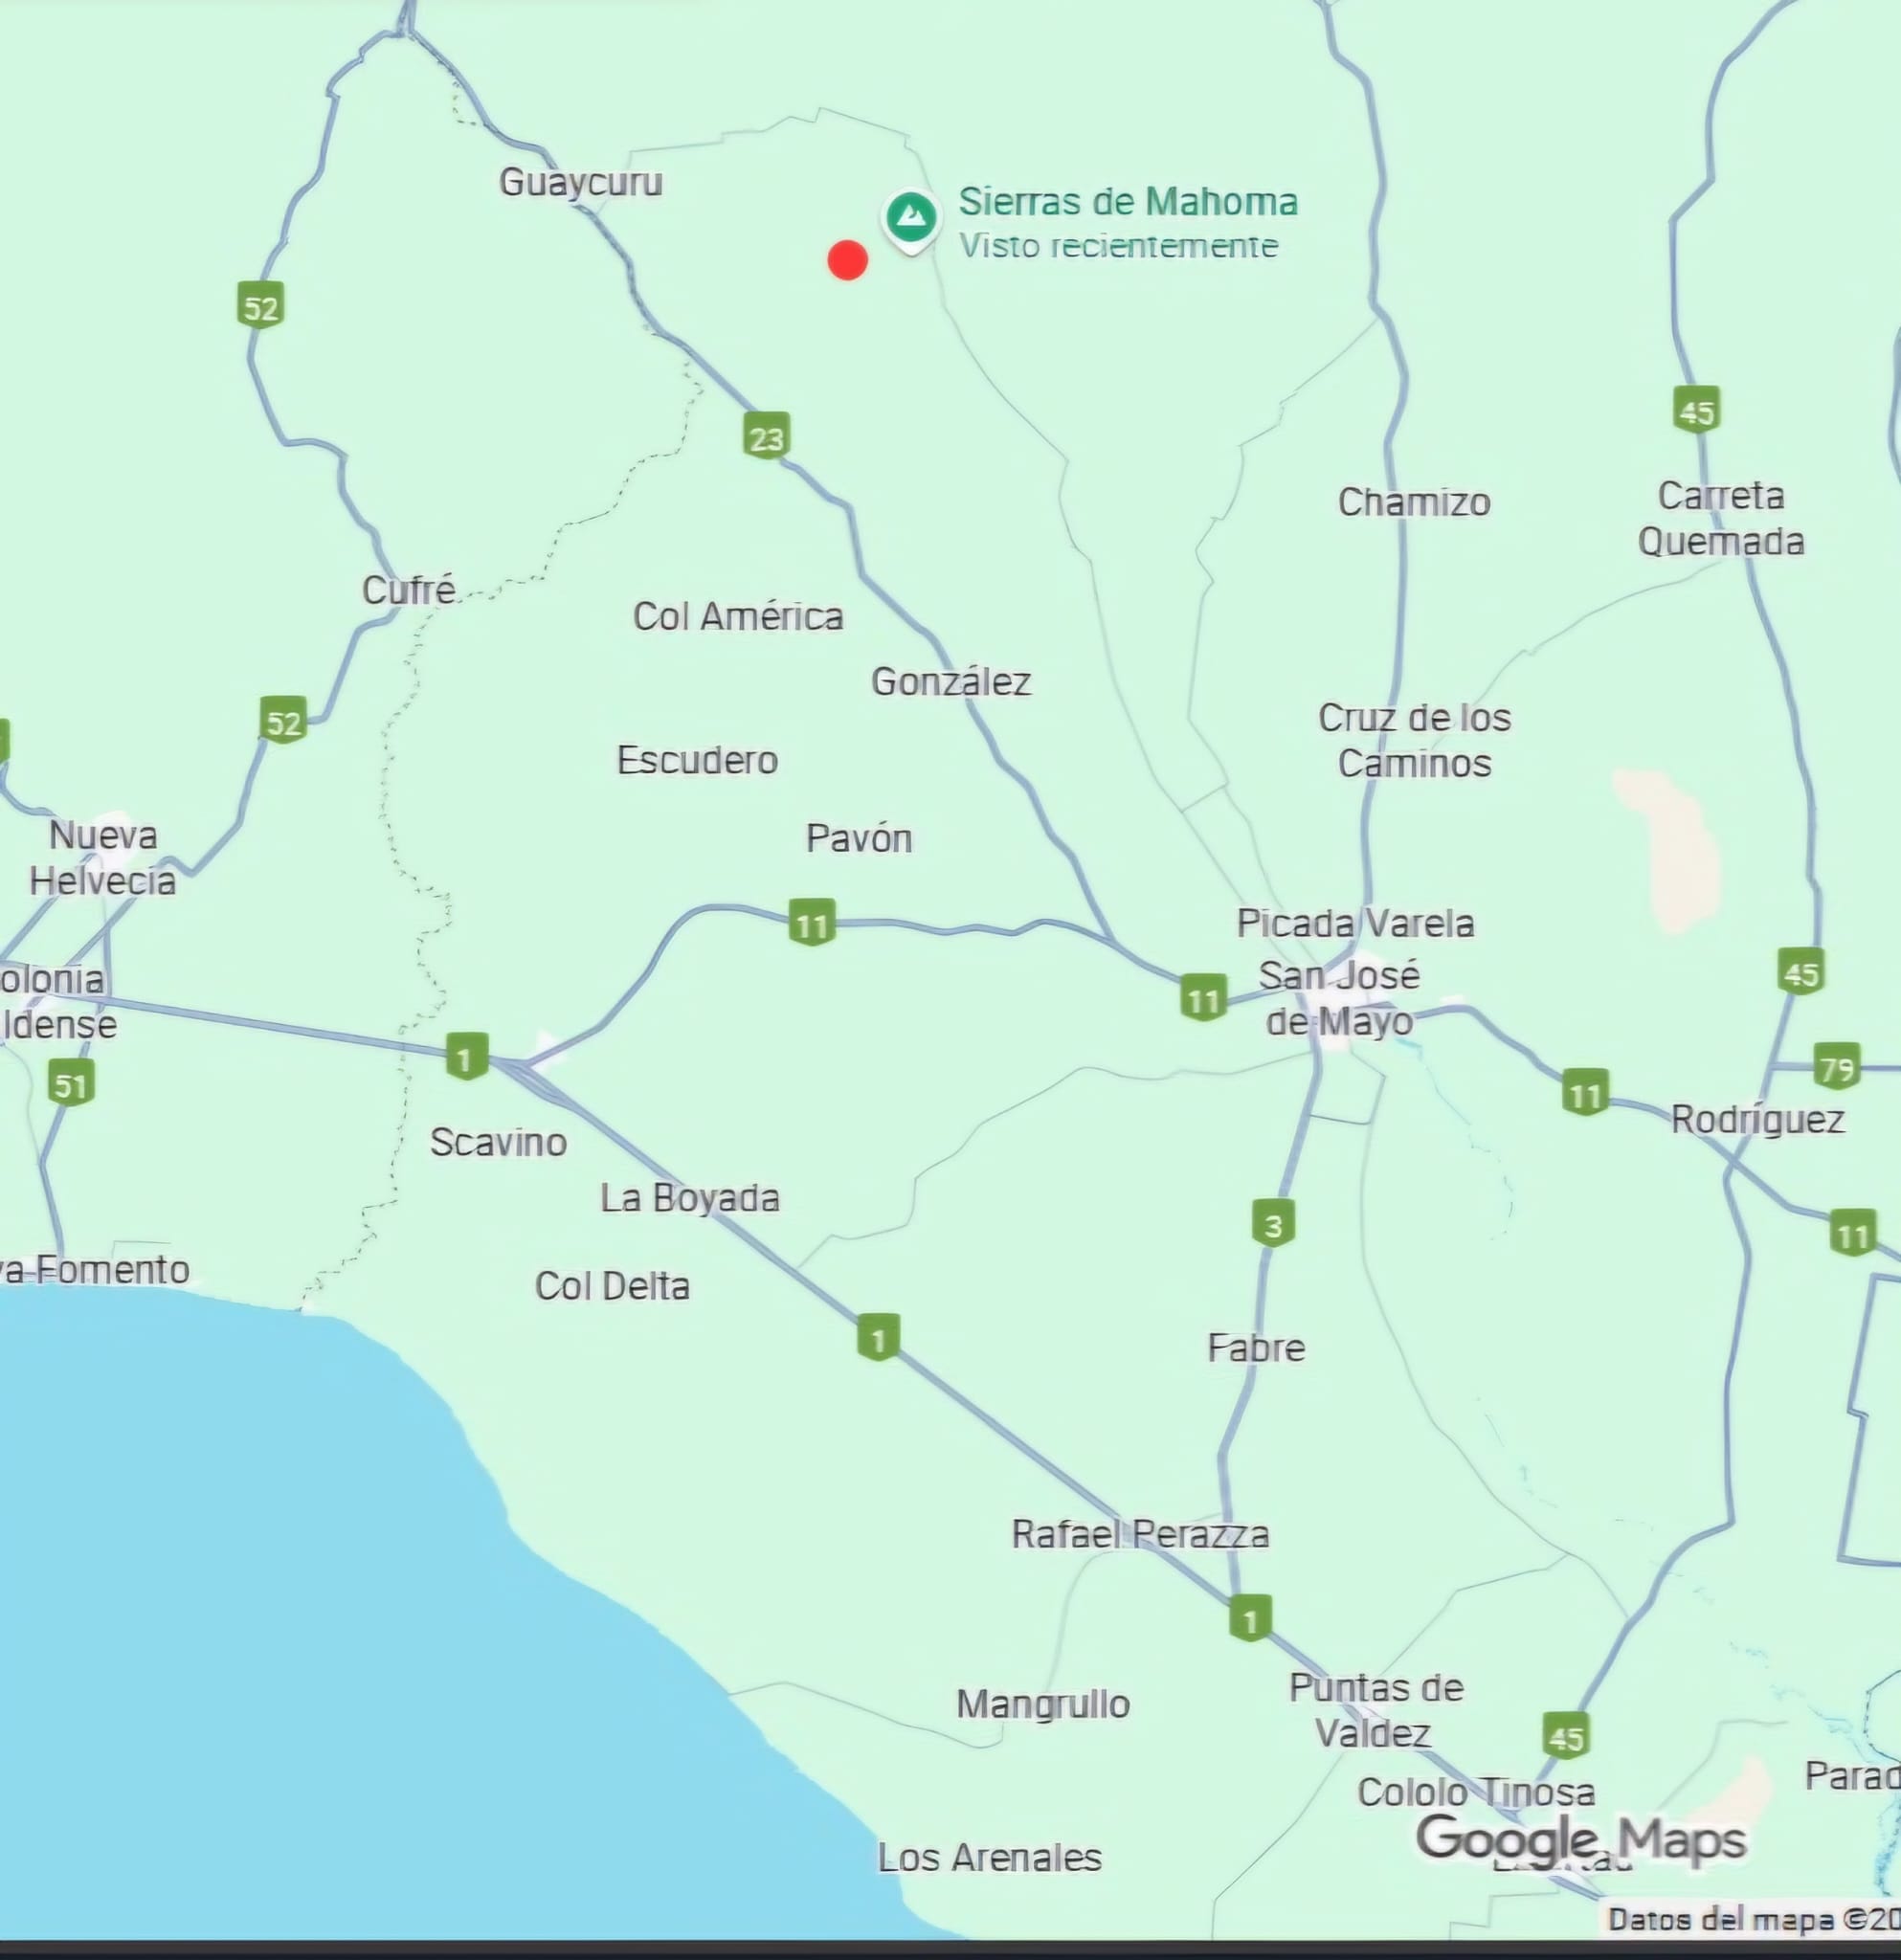 Guaycuru
Sierras de Mahoma
Visto recientemente
52
23
45
Chamizo
Carreta
Quemada
Cufré
Col América
González
52
Cruz de los
Caminos
Escudero
Nueva
Helvecia
Pavón
11
Picada Varela
San José
de Mayo
11
45
olonia
ldense
1
51
79
11
Rodríguez
Scavino
La Boyada
3
11
va Fomento
Col Delta
1
Fabre
Rafael Perazza
1
Mangrullo
Puntas de
Valdez
45
Cololo Tinosa
Parad
Google Maps
Los Arenales
Datos del mapa ©20